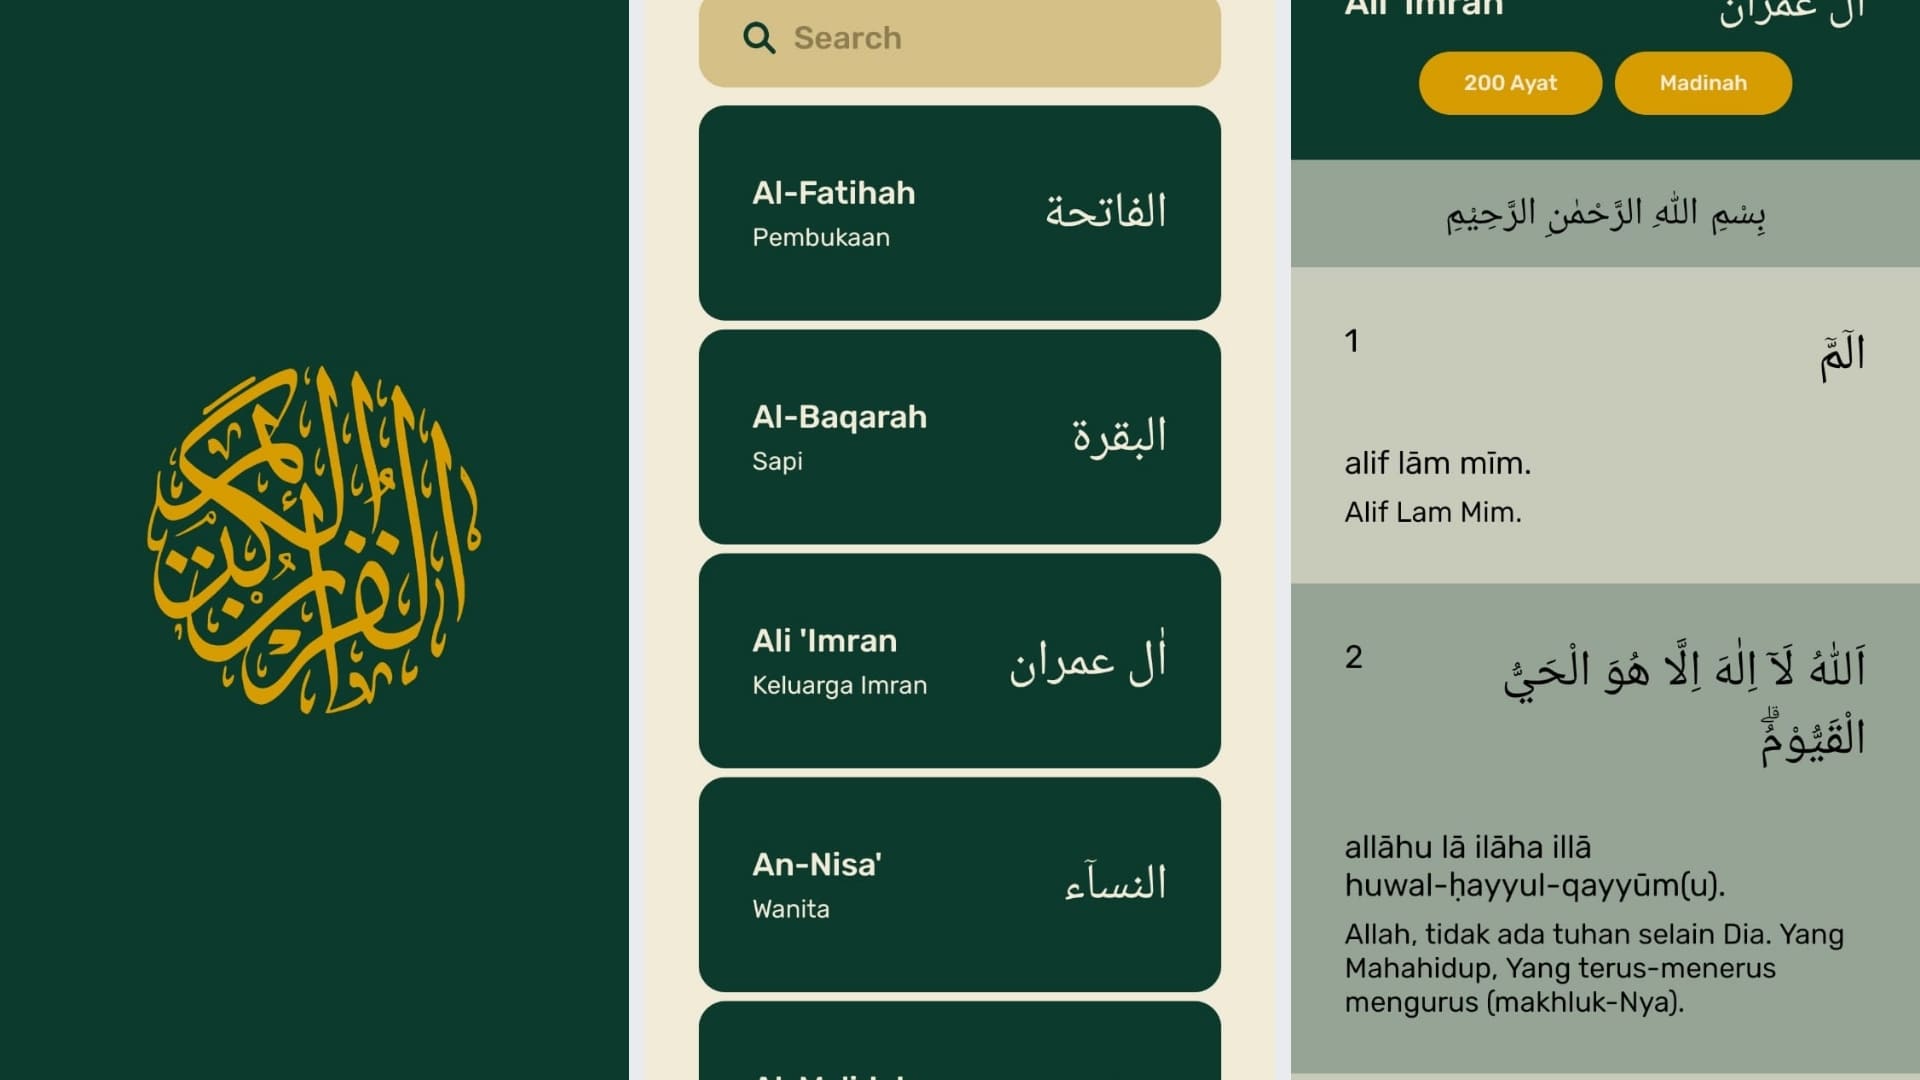 القرآن الكريم
Search
Al-Fatihah
الفاتحة
Pembukaan
Al-Baqarah
البقرة
Sapi
Ali 'Imran
اٰل عمران
Keluarga Imran
An-Nisa'
النساۤء
Wanita
Ali 'Imran
اٰل عمران
200 Ayat
Madinah
بِسْمِ اللّٰهِ الرَّحْمٰنِ الرَّحِيْمِ
1
الۤمّۤ
alif lām mīm.
Alif Lam Mim.
2
اَللّٰهُ لَآ اِلٰهَ اِلَّا هُوَ الْحَيُّ
الْقَيُّوْمُۗ
allāhu lā ilāha illā
huwal-ḥayyul-qayyūm(u).
Allah, tidak ada tuhan selain Dia. Yang
Mahahidup, Yang terus-menerus
mengurus (makhluk-Nya).